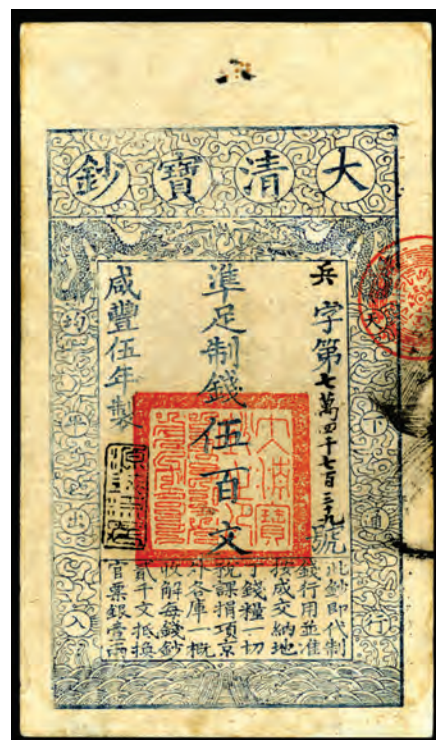 大清寶鈔
天下通行
均平出入
兵字第七萬四千七百三十九號
準足制錢伍百文
咸豐伍年製
此鈔即代制
錢行用並准
按成交納地
丁錢糧一切
稅課捐項京
外各庫一概
收解每錢鈔
貳千文抵換
官票銀壹兩